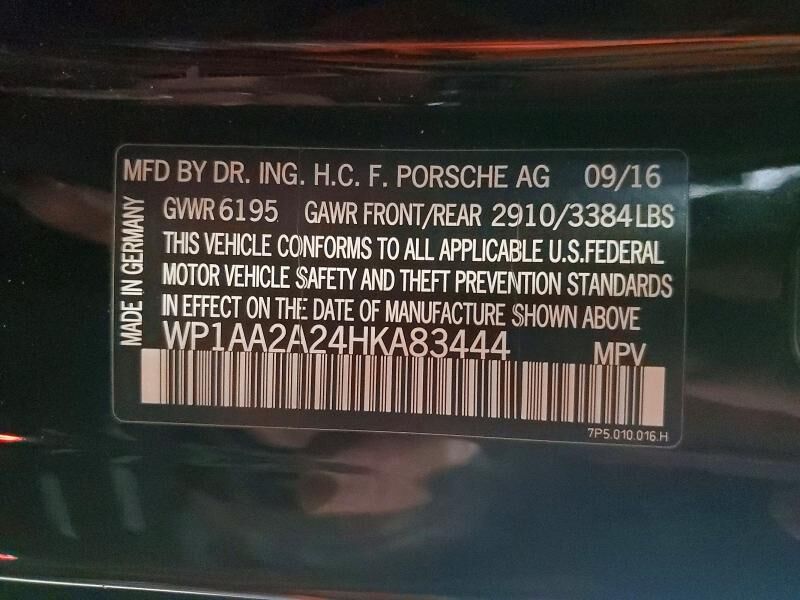 MFD BY DR. ING. H.C. F. PORSCHE AG 09/16
GVWR 6195 GAWR FRONT/REAR 2910/3384 LBS
THIS VEHICLE CONFORMS TO ALL APPLICABLE U.S.FEDERAL
MOTOR VEHICLE SAFETY AND THEFT PREVENTION STANDARDS
IN EFFECT ON THE DATE OF MANUFACTURE SHOWN ABOVE
WP1AA2A24HKA83444 MPV
7P5.010.016.H
MADE IN GERMANY